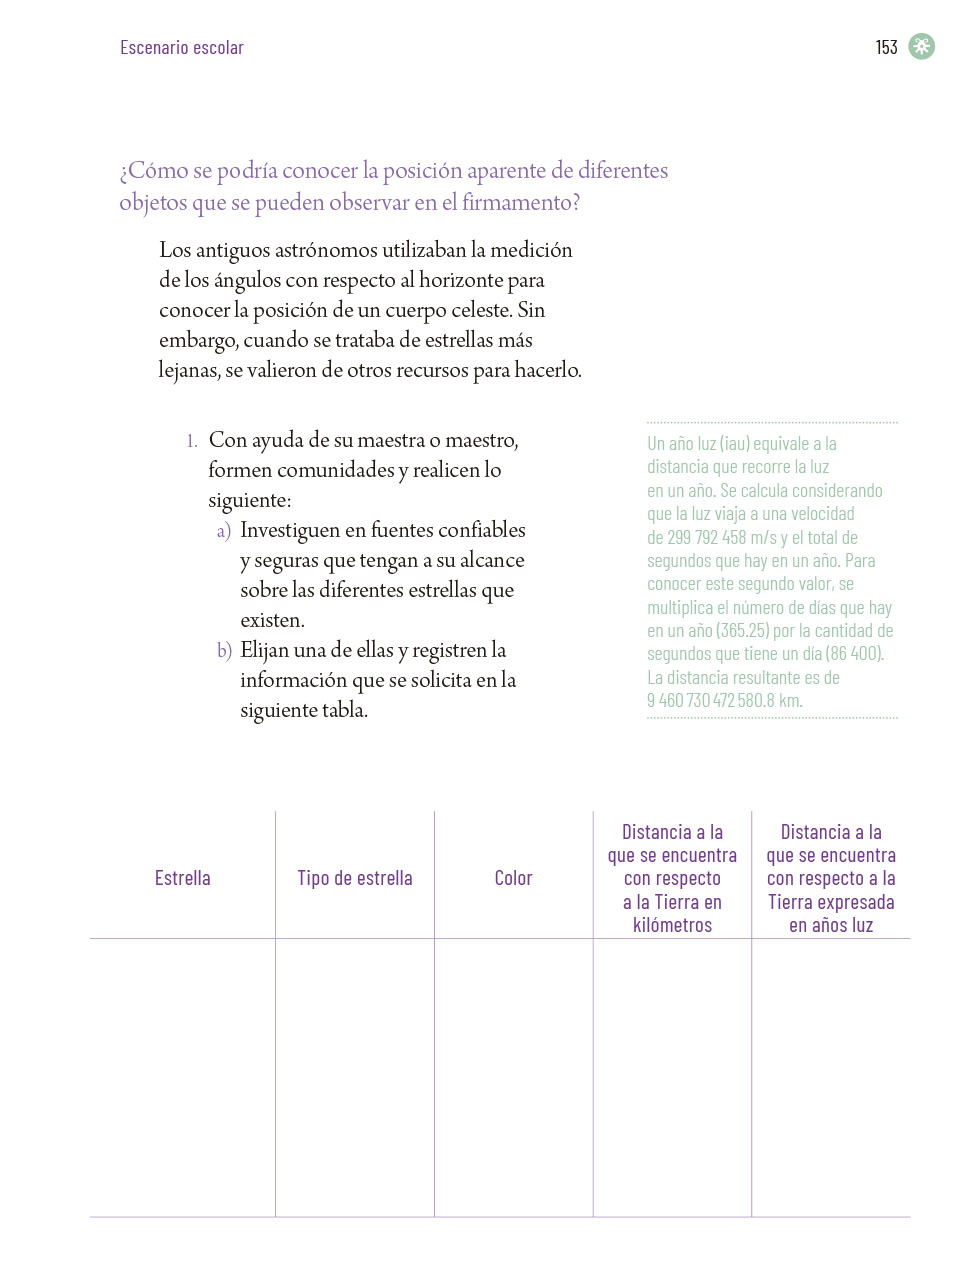 Escenario escolar
153
¿Cómo se podría conocer la posición aparente de diferentes
objetos que se pueden observar en el firmamento?
Los antiguos astrónomos utilizaban la medición
de los ángulos con respecto al horizonte para
conocer la posición de un cuerpo celeste. Sin
embargo, cuando se trataba de estrellas más
lejanas, se valieron de otros recursos para hacerlo.
1. Con ayuda de su maestra o maestro,
formen comunidades y realicen lo
siguiente:
a) Investiguen en fuentes confiables
y seguras que tengan a su alcance
sobre las diferentes estrellas que
existen.
b) Elijan una de ellas y registren la
información que se solicita en la
siguiente tabla.
Un año luz (iau) equivale a la
distancia que recorre la luz
en un año. Se calcula considerando
que la luz viaja a una velocidad
de 299 792 458 m/s y el total de
segundos que hay en un año. Para
conocer este segundo valor, se
multiplica el número de días que hay
en un año (365.25) por la cantidad de
segundos que tiene un día (86 400).
La distancia resultante es de
9 460 730 472 580.8 km.
Estrella
Tipo de estrella
Color
Distancia a la
que se encuentra
con respecto
a la Tierra en
kilómetros
Distancia a la
que se encuentra
con respecto a la
Tierra expresada
en años luz